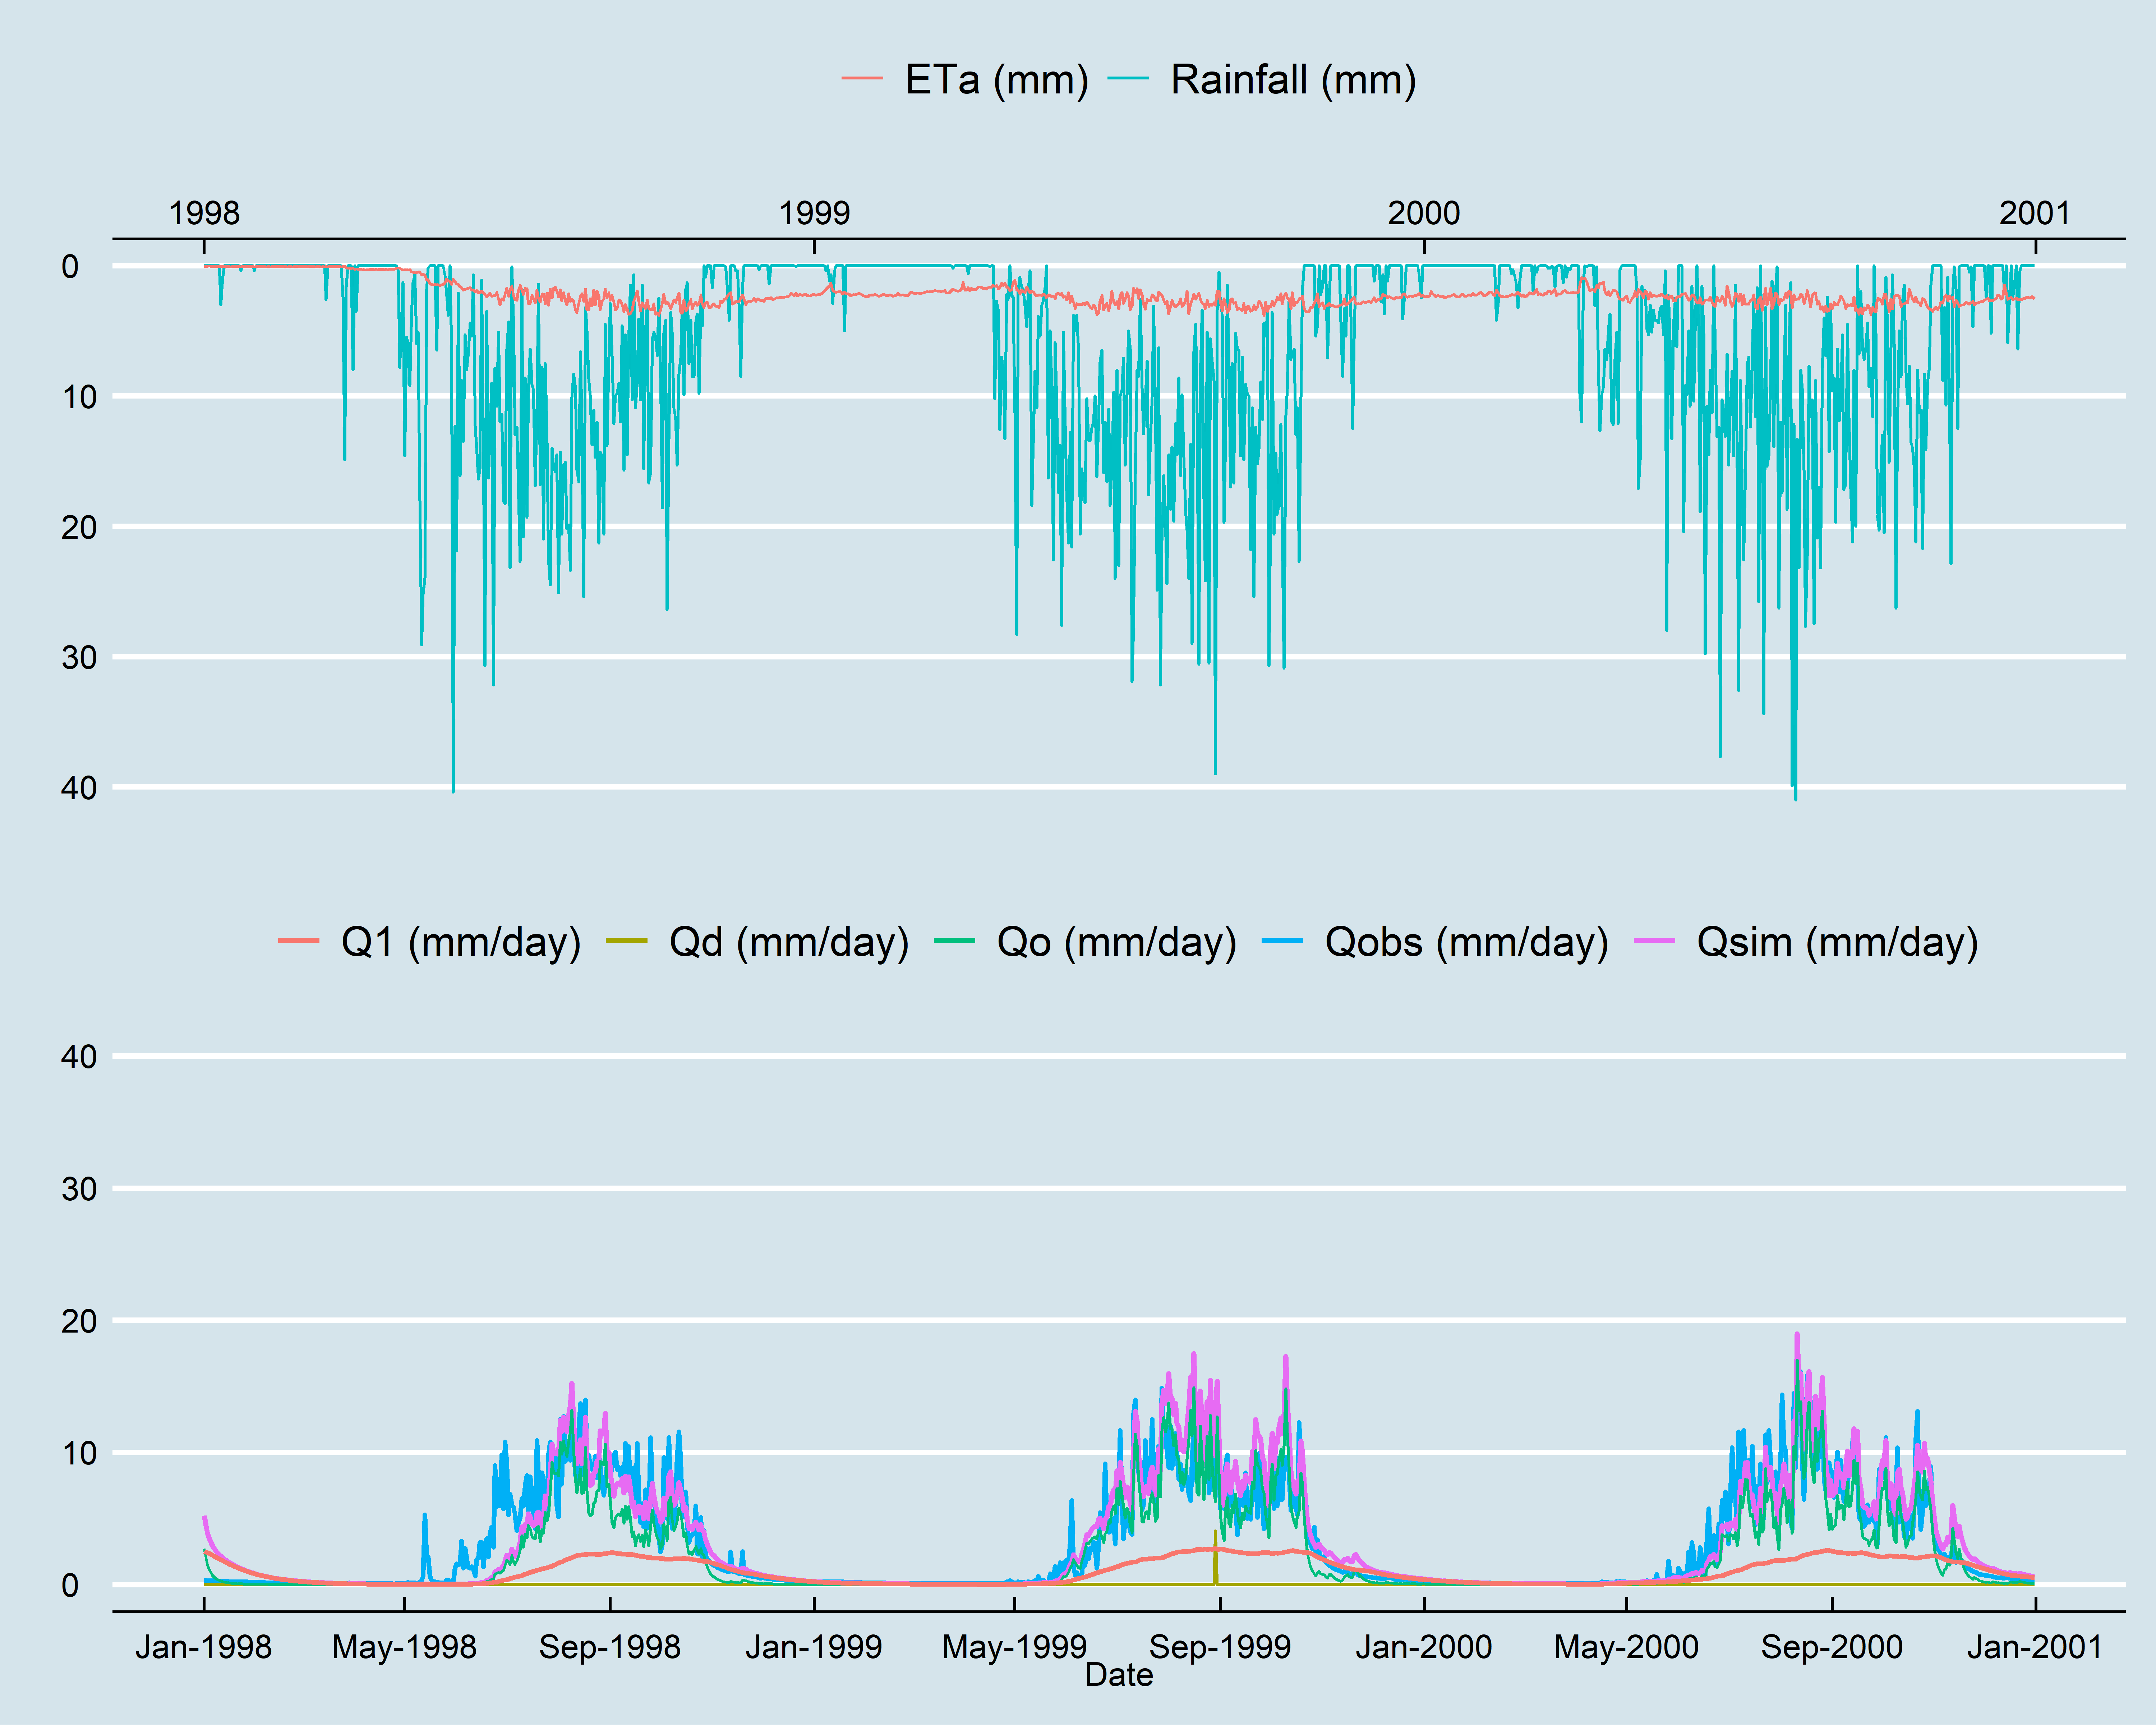 ETa (mm) Rainfall (mm)
1998 1999 2000 2001
0
10
20
30
40
Q1 (mm/day) Qd (mm/day) Qo (mm/day) Qobs (mm/day) Qsim (mm/day)
40
30
20
10
0
Jan-1998 May-1998 Sep-1998 Jan-1999 May-1999 Sep-1999 Jan-2000 May-2000 Sep-2000 Jan-2001
Date